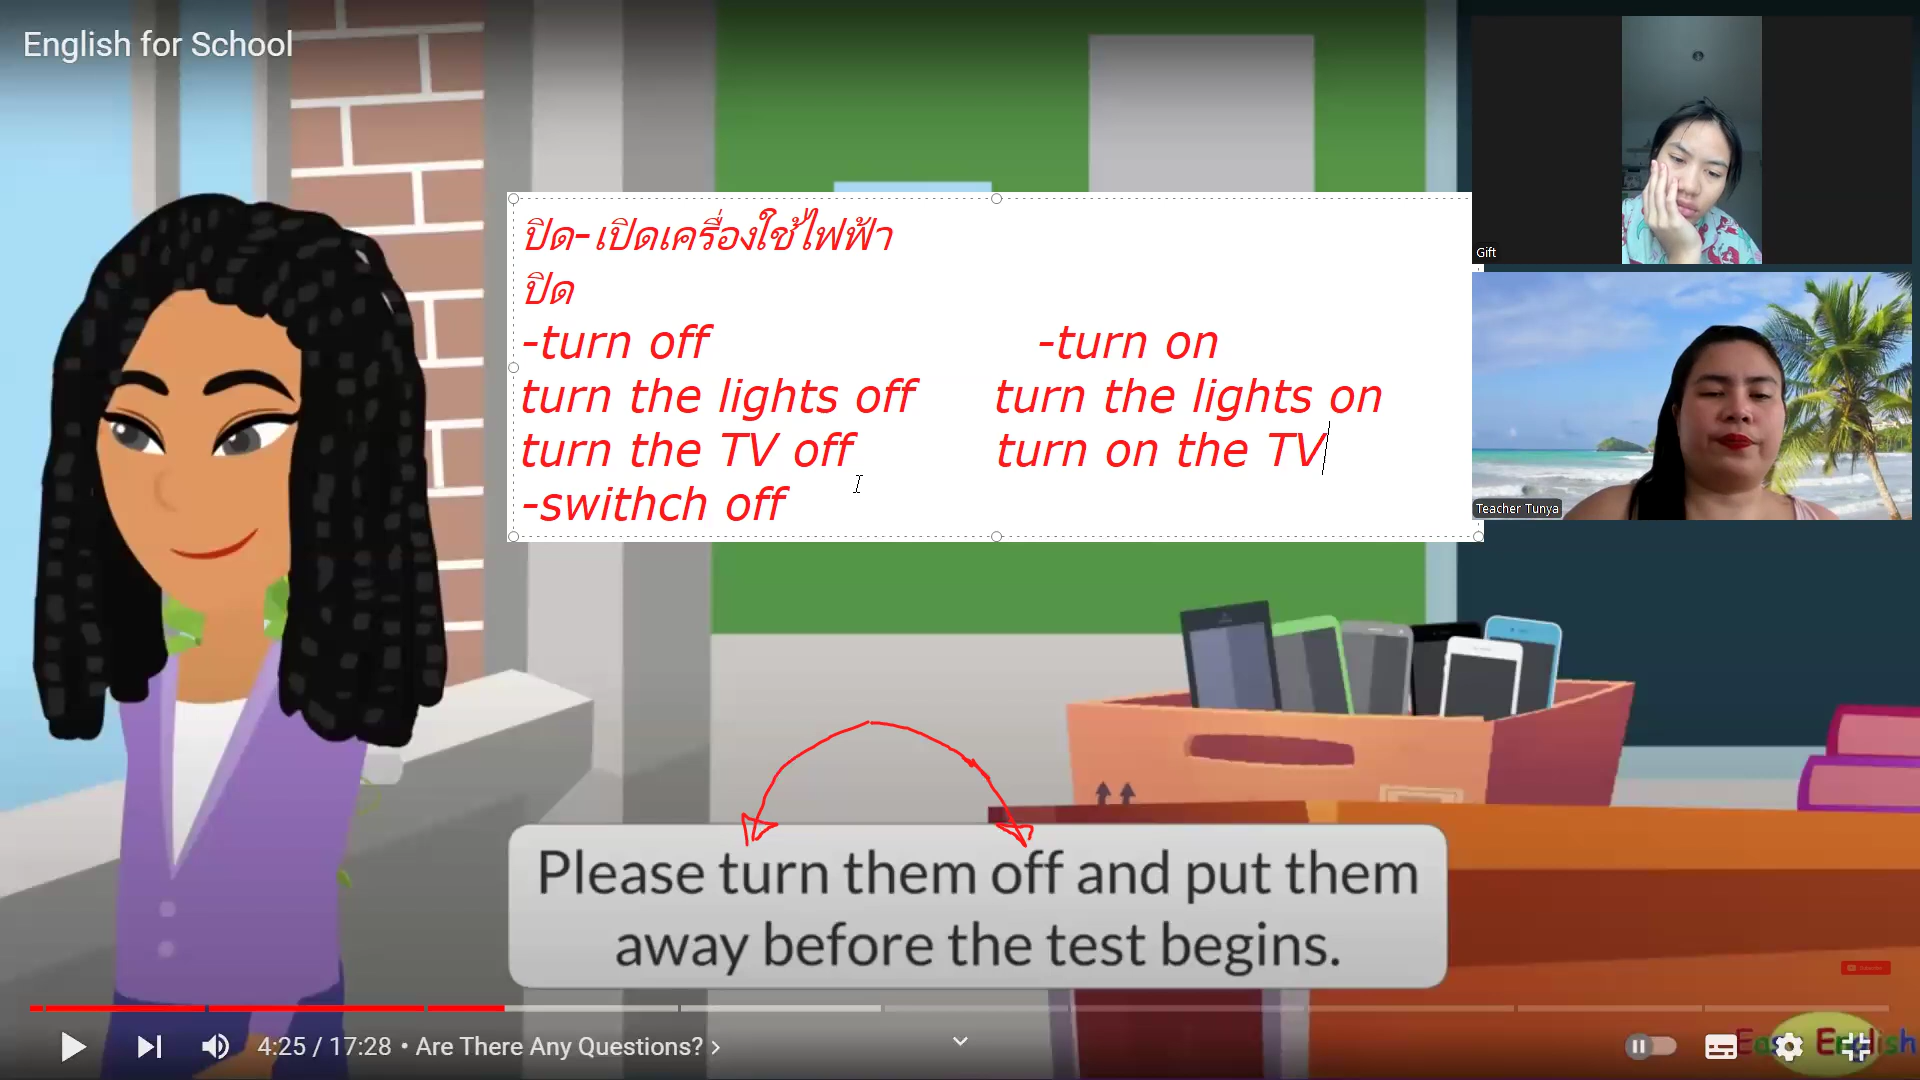 English for School
ปิด-เปิดเครื่องใช้ไฟฟ้า
ปิด
-turn off -turn on
turn the lights off turn the lights on
turn the TV off turn on the TV
-swithch off
Gift
Teacher Tunya
Please turn them off and put them
away before the test begins.
4:25 / 17:28 • Are There Any Questions? >
Easy English